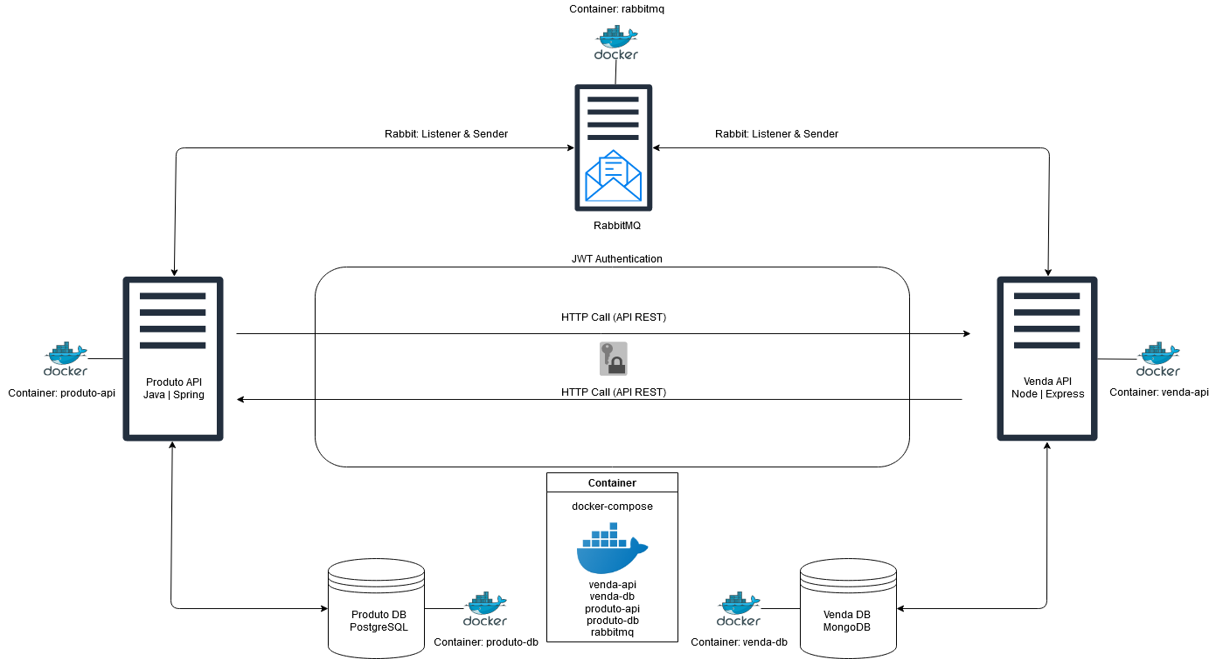 Container: rabbitmq
docker
Rabbit: Listener & Sender
Rabbit: Listener & Sender
RabbitMQ
JWT Authentication
HTTP Call (API REST)
docker
Container: produto-api
Produto API
Java | Spring
HTTP Call (API REST)
Venda API
Node | Express
docker
Container: venda-api
Container
docker-compose
venda-api
venda-db
produto-api
produto-db
rabbitmq
Produto DB
PostgreSQL
docker
Container: produto-db
docker
Container: venda-db
Venda DB
MongoDB